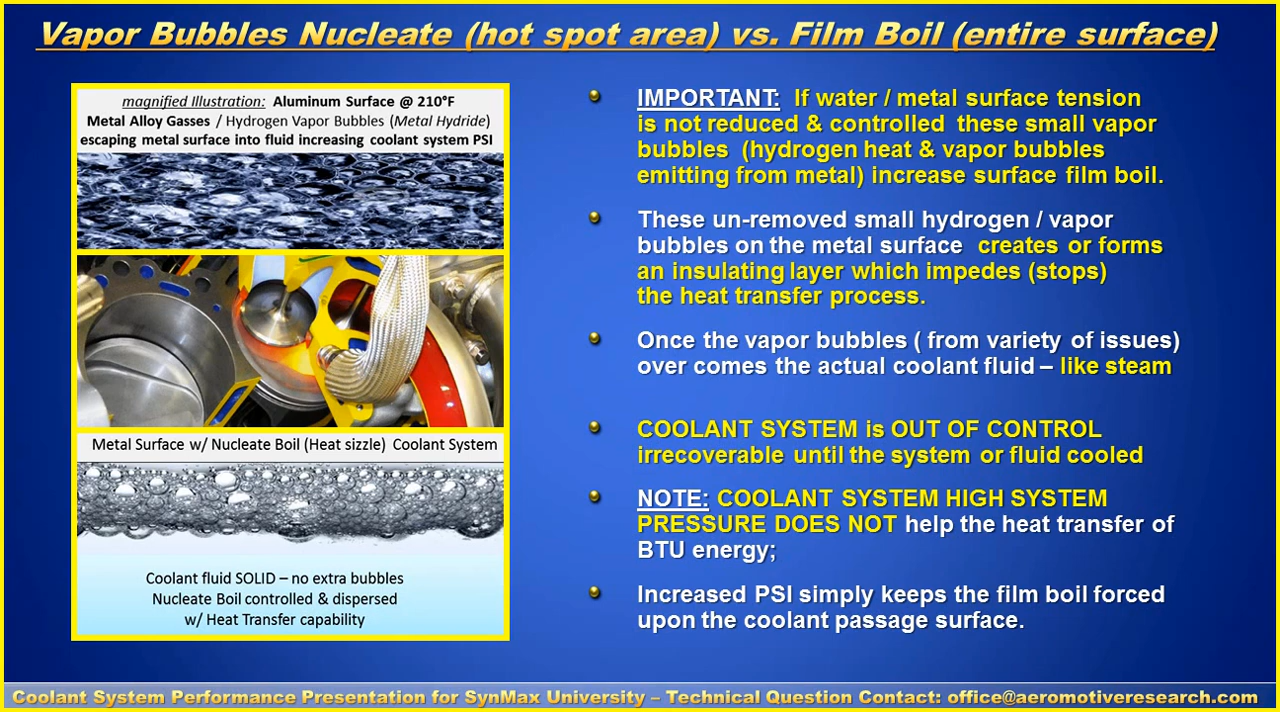 Vapor Bubbles Nucleate (hot spot area) vs. Film Boil (entire surface)
magnified Illustration: Aluminum Surface @ 210°F
Metal Alloy Gasses / Hydrogen Vapor Bubbles (Metal Hydride)
escaping metal surface into fluid increasing coolant system PSI
Metal Surface w/ Nucleate Boil (Heat sizzle) Coolant System
Coolant fluid SOLID – no extra bubbles
Nucleate Boil controlled & dispersed
w/ Heat Transfer capability
IMPORTANT: If water / metal surface tension
is not reduced & controlled these small vapor
bubbles (hydrogen heat & vapor bubbles
emitting from metal) increase surface film boil.
These un-removed small hydrogen / vapor
bubbles on the metal surface creates or forms
an insulating layer which impedes (stops)
the heat transfer process.
Once the vapor bubbles ( from variety of issues)
over comes the actual coolant fluid – like steam
COOLANT SYSTEM is OUT OF CONTROL
irrecoverable until the system or fluid cooled
NOTE: COOLANT SYSTEM HIGH SYSTEM
PRESSURE DOES NOT help the heat transfer of
BTU energy;
Increased PSI simply keeps the film boil forced
upon the coolant passage surface.
Coolant System Performance Presentation for SynMax University – Technical Question Contact: office@aeromotiveresearch.com